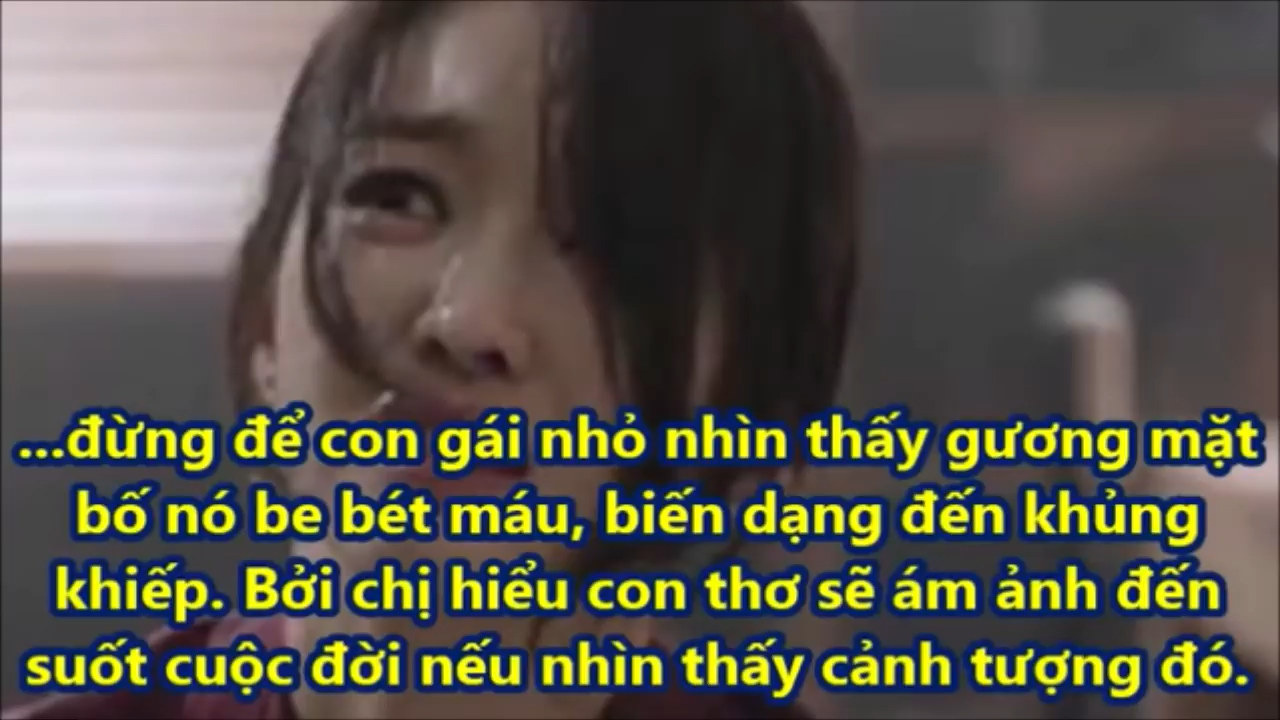 ...đừng để con gái nhỏ nhìn thấy gương mặt
bố nó be bét máu, biến dạng đến khủng
khiếp. Bởi chị hiểu con thơ sẽ ám ảnh đến
suốt cuộc đời nếu nhìn thấy cảnh tượng đó.